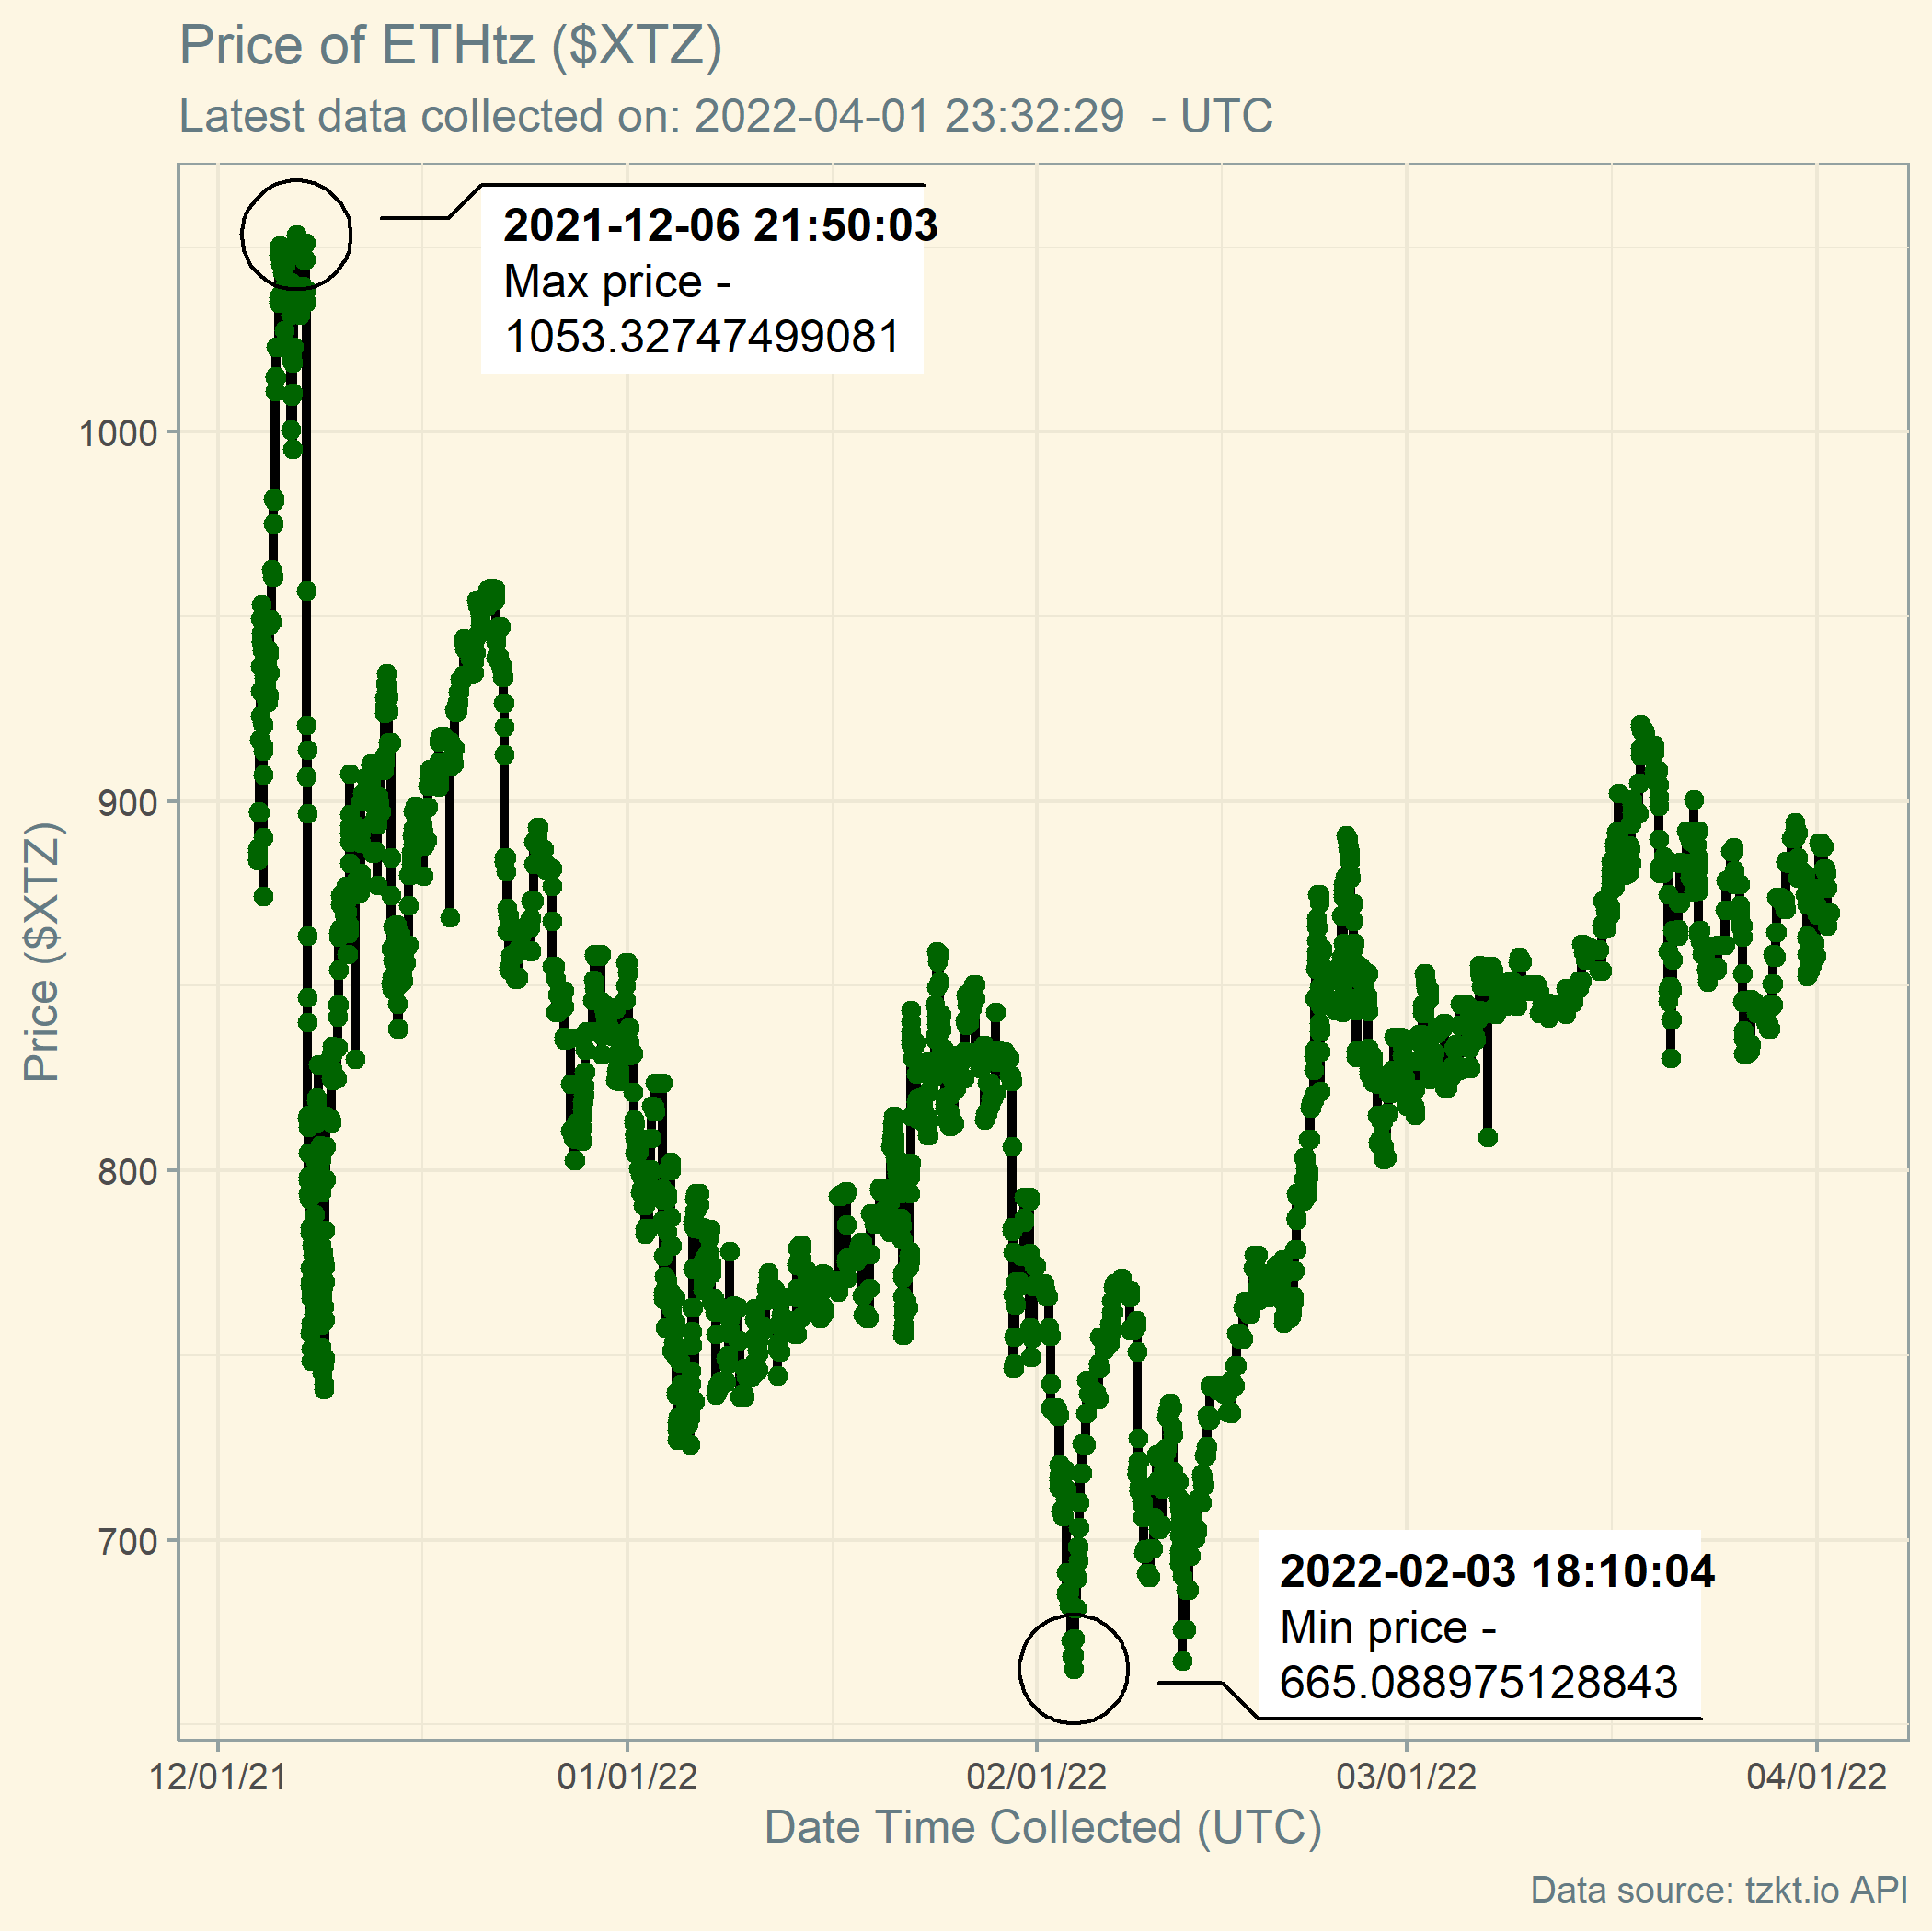 Price of ETHtz ($XTZ)
Latest data collected on: 2022-04-01 23:32:29  - UTC
2021-12-06 21:50:03
Max price -
1053.32747499081
1000
900
800
700
Price ($XTZ)
2022-02-03 18:10:04
Min price -
665.088975128843
12/01/21
01/01/22
02/01/22
03/01/22
04/01/22
Date Time Collected (UTC)
Data source: tzkt.io API